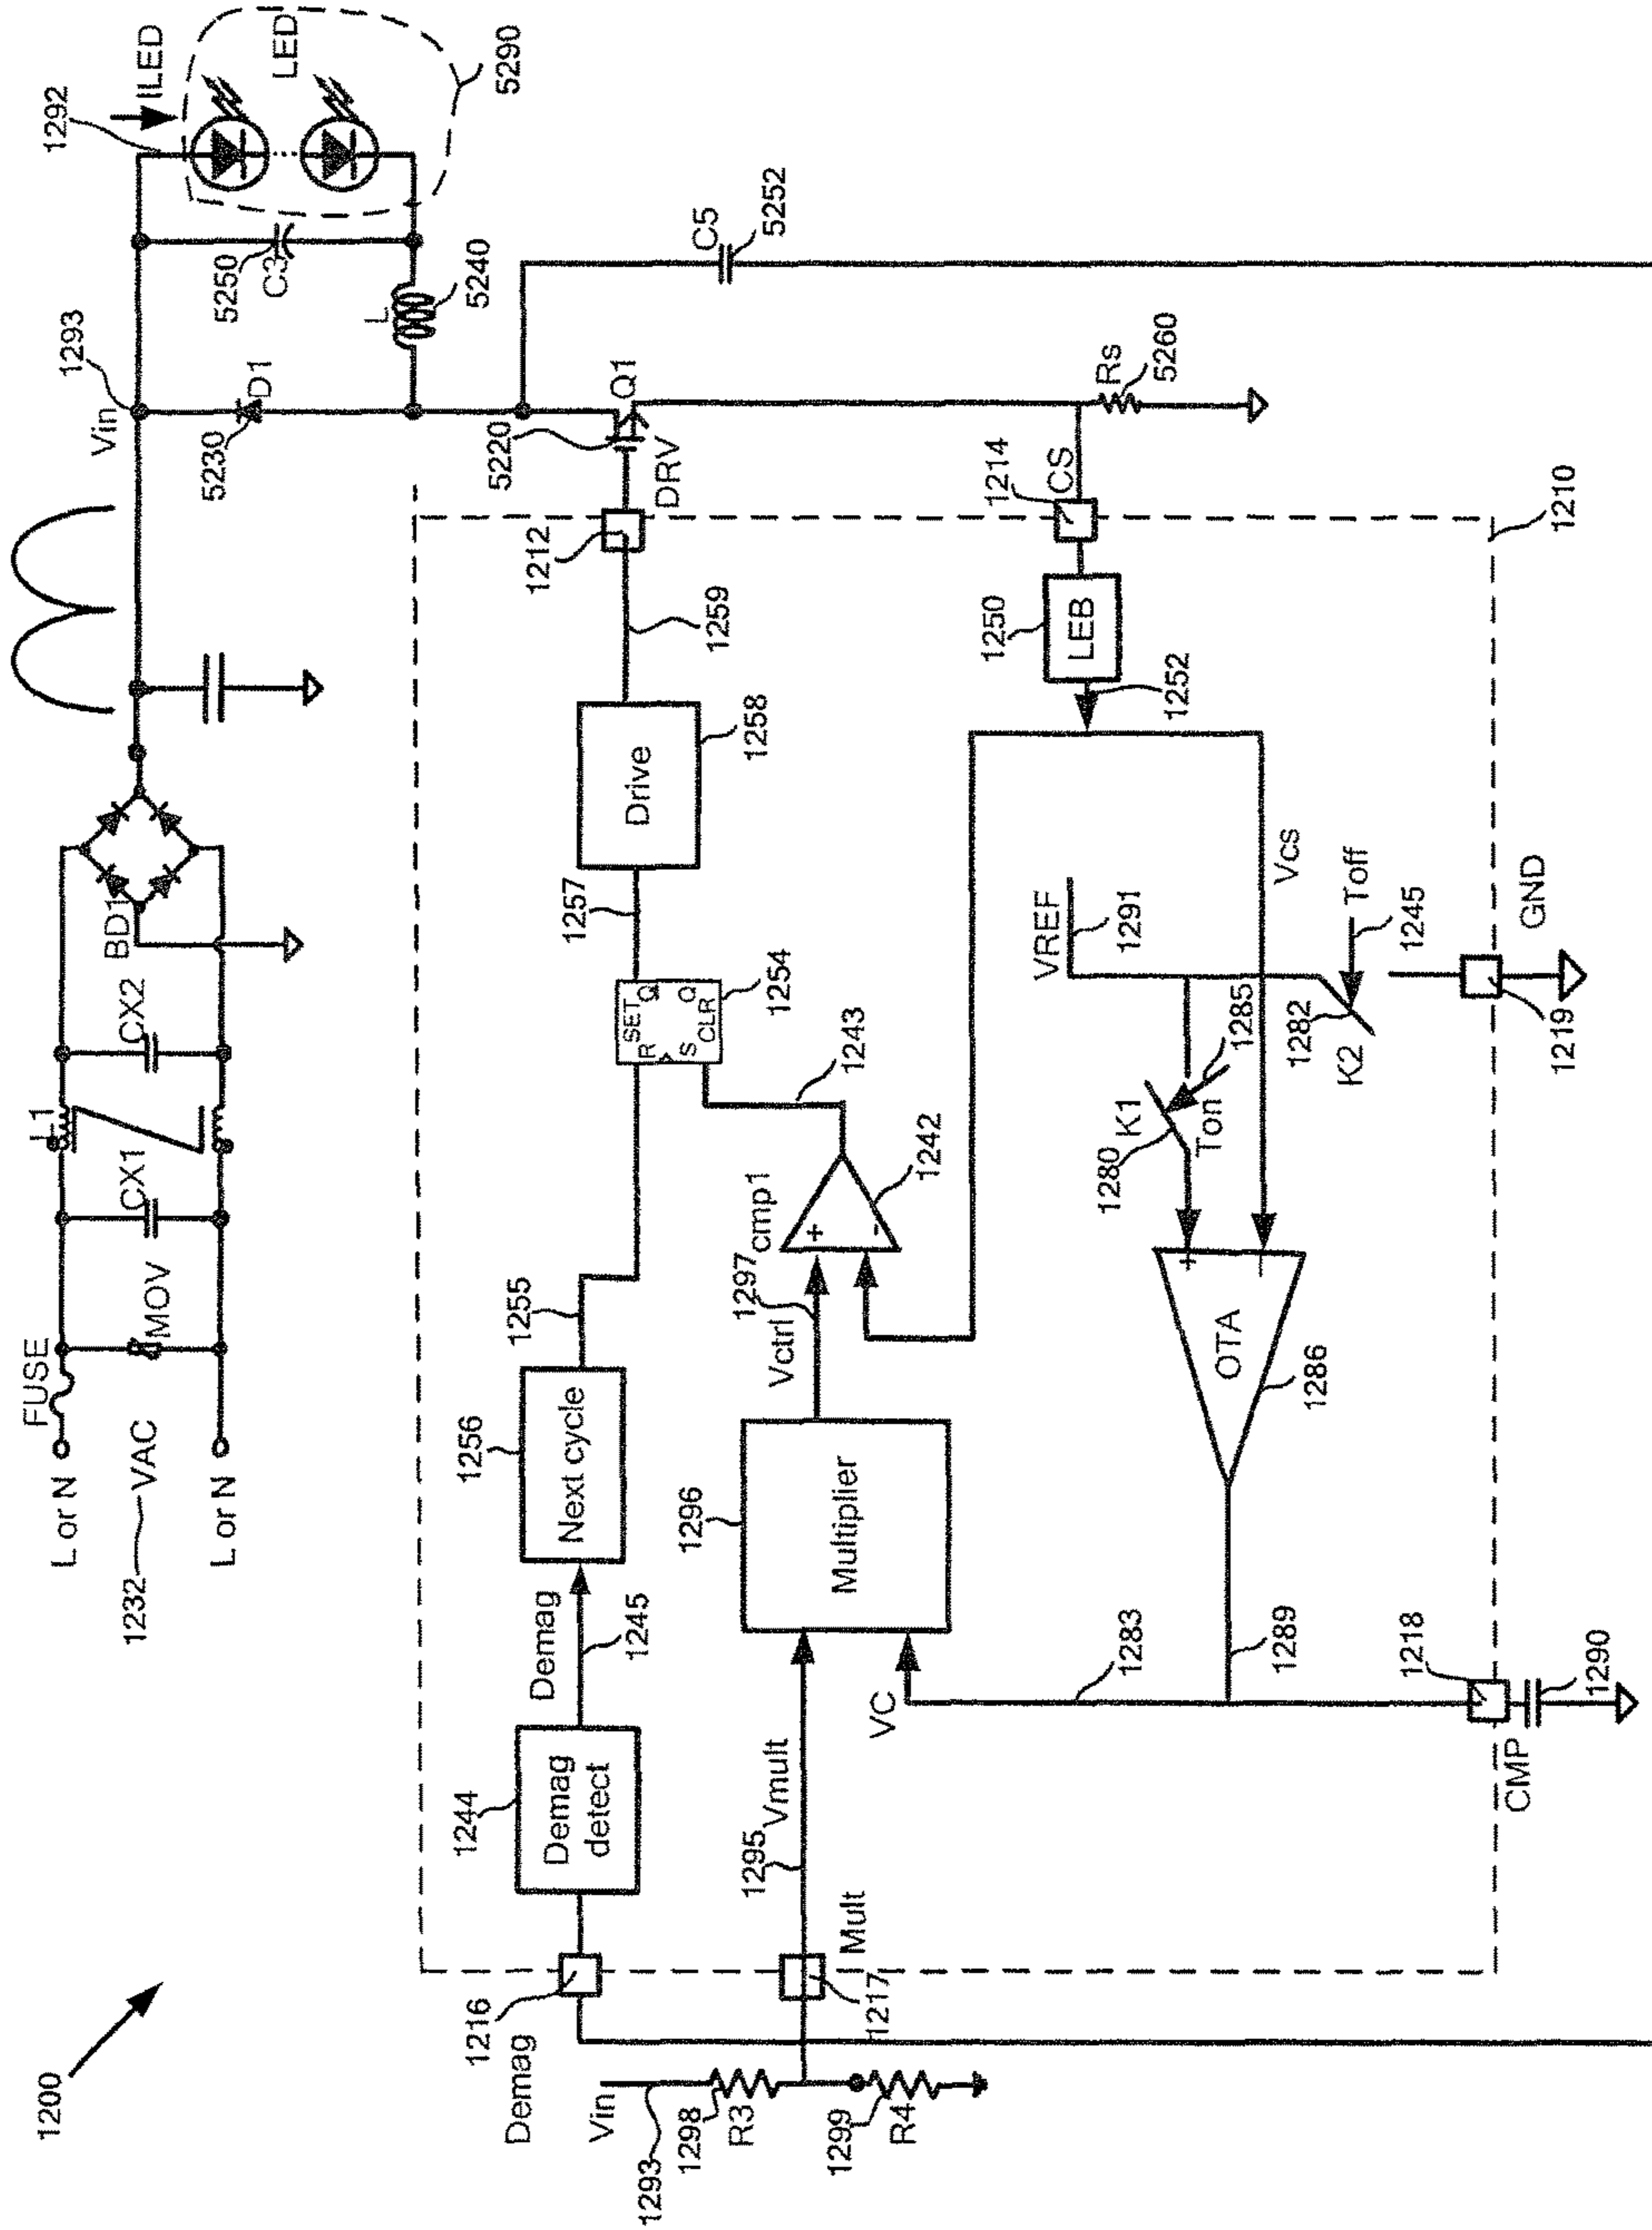 1200
L or N
FUSE
1232
VAC
L or N
MOV
CX1
L1
CX2
BD1
Vin
1293
1292
ILED
LED
5290
5250
C3
5230
D1
L
5240
C5
5252
5220
Q1
DRV
1212
1259
Drive
1258
1257
SET
R
Q
S
Q
CLR
1254
1243
1255
Next cycle
1256
Demag
1245
Demag
detect
1244
1216
Demag
Vin
1293
1298
R3
1299
R4
1217
Mult
1295
Vmult
Multiplier
1296
VC
1283
Vctrl
1297
cmp1
+
-
1242
1214
CS
Rs
5260
LEB
1250
1252
1210
Vcs
VREF
1291
K1
1280
Ton
1285
1282
K2
Toff
1245
GND
1219
+
-
OTA
1286
1289
1218
CMP
1290